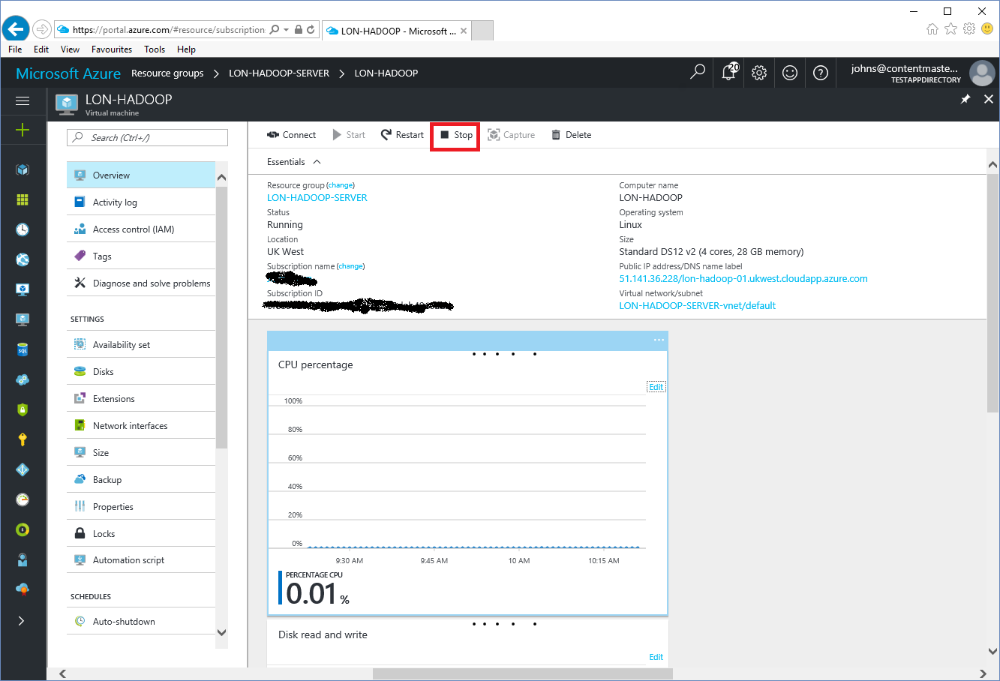 https://portal.azure.com/#resource/subscription
LON-HADOOP - Microsoft ...
File Edit View Favourites Tools Help
Microsoft Azure Resource groups LON-HADOOP-SERVER LON-HADOOP
20
johns@contentmaste...
TESTAPPDIRECTORY
LON-HADOOP
Virtual machine
Search (Ctrl+/)
Overview
Activity log
Access control (IAM)
Tags
Diagnose and solve problems
SETTINGS
Availability set
Disks
Extensions
Network interfaces
Size
Backup
Properties
Locks
Automation script
SCHEDULES
Auto-shutdown
Connect Start Restart Stop Capture Delete
Essentials
Resource group (change)
LON-HADOOP-SERVER
Status
Running
Location
UK West
Subscription name (change)
Subscription ID
Computer name
LON-HADOOP
Operating system
Linux
Size
Standard DS12 v2 (4 cores, 28 GB memory)
Public IP address/DNS name label
51.141.36.228/lon-hadoop-01.ukwest.cloudapp.azure.com
Virtual network/subnet
LON-HADOOP-SERVER-vnet/default
CPU percentage
Edit
100%
80%
60%
40%
20%
0%
9:30 AM 9:45 AM 10 AM 10:15 AM
PERCENTAGE CPU
0.01 %
Disk read and write
Edit
SQL